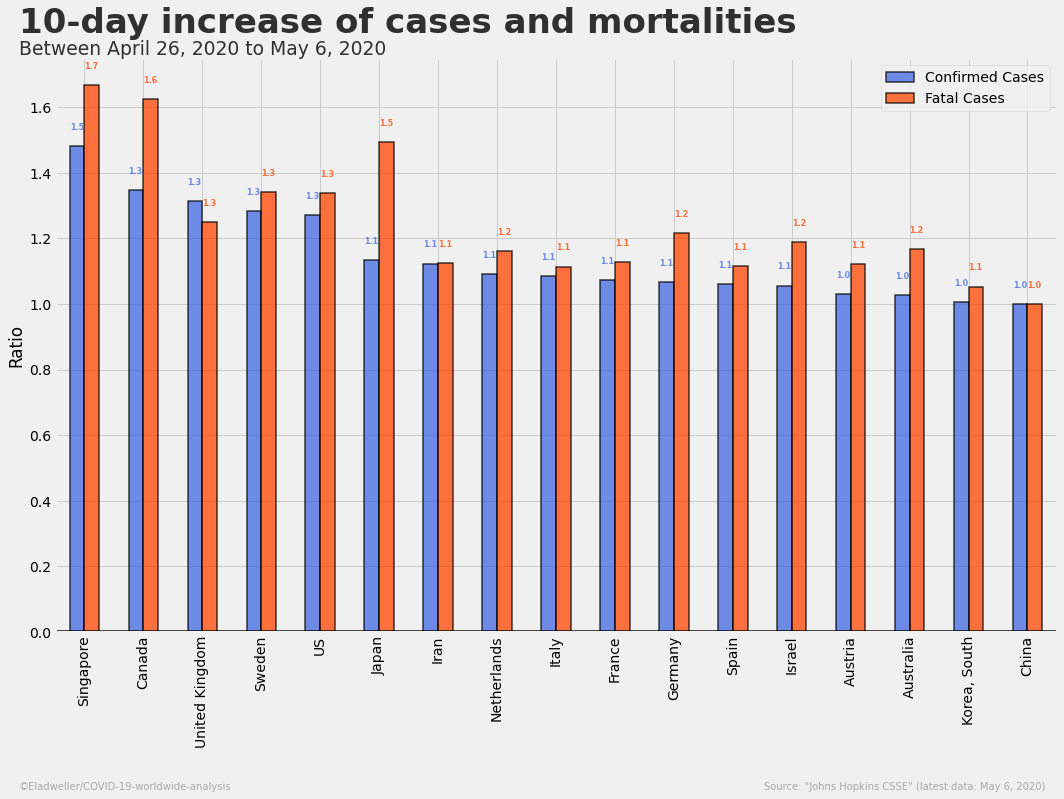 10-day increase of cases and mortalities
Between April 26, 2020 to May 6, 2020
Confirmed Cases
Fatal Cases
Ratio
1.6
1.4
1.2
1.0
0.8
0.6
0.4
0.2
0.0
1.5 1.7
1.3 1.6
1.3 1.3
1.3 1.3
1.3 1.3
1.1 1.5
1.1 1.1
1.1 1.2
1.1 1.1
1.1 1.1
1.1 1.2
1.1 1.1
1.1 1.2
1.0 1.1
1.0 1.2
1.0 1.1
1.0 1.0
Singapore
Canada
United Kingdom
Sweden
US
Japan
Iran
Netherlands
Italy
France
Germany
Spain
Israel
Austria
Australia
Korea, South
China
©Eladweller/COVID-19-worldwide-analysis
Source: "Johns Hopkins CSSE" (latest data: May 6, 2020)